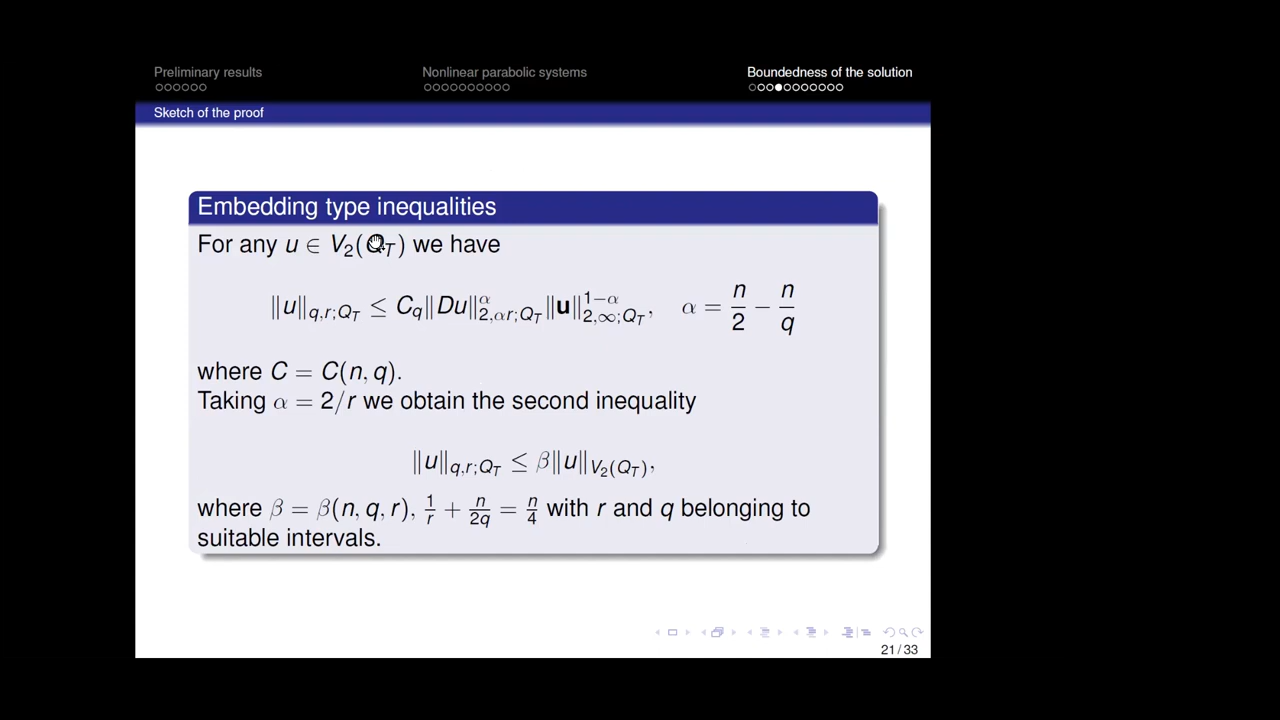 Preliminary results Nonlinear parabolic systems Boundedness of the solution
Sketch of the proof
Embedding type inequalities
For any u ∈ V₂(Q_T) we have
‖u‖_{q,r;Q_T} ≤ C_q‖Du‖^α_{2,αr;Q_T}‖𝐮‖^{1−α}_{2,∞;Q_T}, α = n/2 − n/q
where C = C(n, q).
Taking α = 2/r we obtain the second inequality
‖u‖_{q,r;Q_T} ≤ β‖u‖_{V₂(Q_T)},
where β = β(n, q, r), 1/r + n/2q = n/4 with r and q belonging to
suitable intervals.
21 / 33